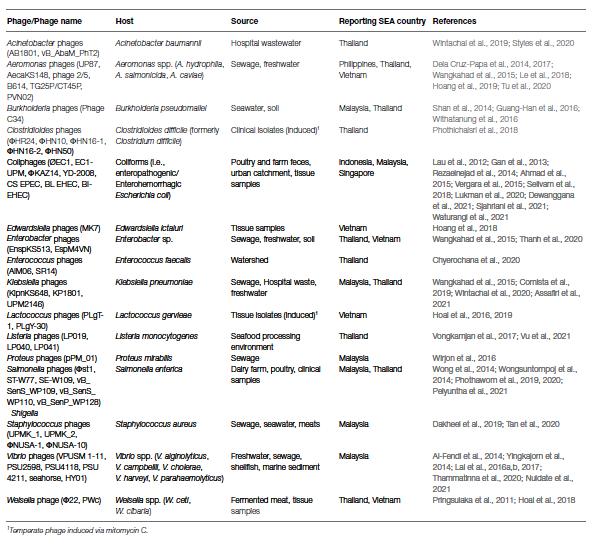 Phage/Phage name Host Source Reporting SEA country References
Acinetobacter phages Acinetobacter baumannii Hospital wastewater Thailand Wintachai et al., 2019; Styles et al., 2020
(AB1801, vB_AbaM_PhT2)
Aeromonas phages (UP87, Aeromonas spp. (A. hydrophila, Sewage, freshwater Philippines, Thailand, Dela Cruz-Papa et al., 2014, 2017;
AecaKS148, phage 2/5, A. salmonicida, A. caviae) Vietnam Wangkahad et al., 2015; Le et al., 2018;
B614, TG25P/CT45P, Hoang et al., 2019; Tu et al., 2020
PVN02)
Burkholderia phages (Phage Burkholderia pseudomallei Seawater, soil Malaysia, Thailand Shan et al., 2014; Guang-Han et al., 2016;
C34) Withatanung et al., 2016
Clostridioides phages Clostridioides difficile (formerly Clinical isolates (induced)1 Thailand Phothichaisri et al., 2018
(ΦHR24, ΦHN10, ΦHN16-1, Clostridium difficile)
ΦHN16-2, ΦHN50)
Coliphages (ØEC1, EC1- Coliforms (i.e., Poultry and farm feces, Indonesia, Malaysia, Lau et al., 2012; Gan et al., 2013;
UPM, ΦKAZ14, YD-2008, enteropathogenic/ urban catchment, tissue Singapore Rezaeinejad et al., 2014; Ahmad et al.,
CS EPEC, BL EHEC, BI- Enterohemorrhagic samples 2015; Vergara et al., 2015; Sellvam et al.,
EHEC) Escherichia coli) 2018; Lukman et al., 2020; Dewanggana
et al., 2021; Sjahriani et al., 2021;
Waturangi et al., 2021
Edwardsiella phages (MK7) Edwardsiella ictaluri Tissue samples Vietnam Hoang et al., 2018
Enterobacter phages Enterobacter sp. Sewage, freshwater, soil Thailand, Vietnam Wangkahad et al., 2015; Thanh et al., 2020
(EnspKS513, EspM4VN)
Enterococcus phages Enterococcus faecalis Watershed Thailand Chyerochana et al., 2020
(AIM06, SR14)
Klebsiella phages Klebsiella pneumoniae Sewage, Hospital waste, Malaysia, Thailand Wangkahad et al., 2015; Cornista et al.,
(KlpnKS648, KP1801, freshwater 2019; Wintachai et al., 2020; Assafiri et al.,
UPM2146) 2021
Lactococcus phages (PLgT- Lactococcus garvieae Tissue isolates (induced)1 Vietnam Hoai et al., 2016, 2019
1, PLgY-30)
Listeria phages (LP019, Listeria monocytogenes Seafood processing Thailand Vongkamjan et al., 2017; Vu et al., 2021
LP040, LP041) environment
Proteus phages (pPM_01) Proteus mirabilis Sewage Malaysia Wirjon et al., 2016
Salmonella phages (Φst1, Salmonella enterica Dairy farm, poultry, clinical Malaysia, Thailand Wong et al., 2014; Wongsuntornpoj et al.,
ST-W77, SE-W109, vB_ samples 2014; Phothaworn et al., 2019, 2020;
SenS_WP109, vB_SenS_ Pelyuntha et al., 2021
WP110, vB_SenP_WP128)
Shigella
Staphylococcus phages Staphylococcus aureus Sewage, seawater, meats Malaysia Dakheel et al., 2019; Tan et al., 2020
(UPMK_1, UPMK_2,
ΦNUSA-1, ΦNUSA-10)
Vibrio phages (VPUSM 1-11, Vibrio spp. (V. alginolyticus, Freshwater, sewage, Malaysia Al-Fendi et al., 2014; Yingkajorn et al.,
PSU2598, PSU4118, PSU V. campbellii, V. cholerae, shellfish, marine sediment 2014; Lal et al., 2016a,b, 2017;
4211, seahorse, HY01) V. harveyi, V. parahaemolyticus) Thammatinna et al., 2020; Nuidate et al.,
2021
Weisella phage (Φ22, PWc) Weisella spp. (W. ceti, Fermented meat, tissue Thailand, Vietnam Pringsulaka et al., 2011; Hoai et al., 2018
W. cibaria) samples
1Temperate phage induced via mitomycin C.